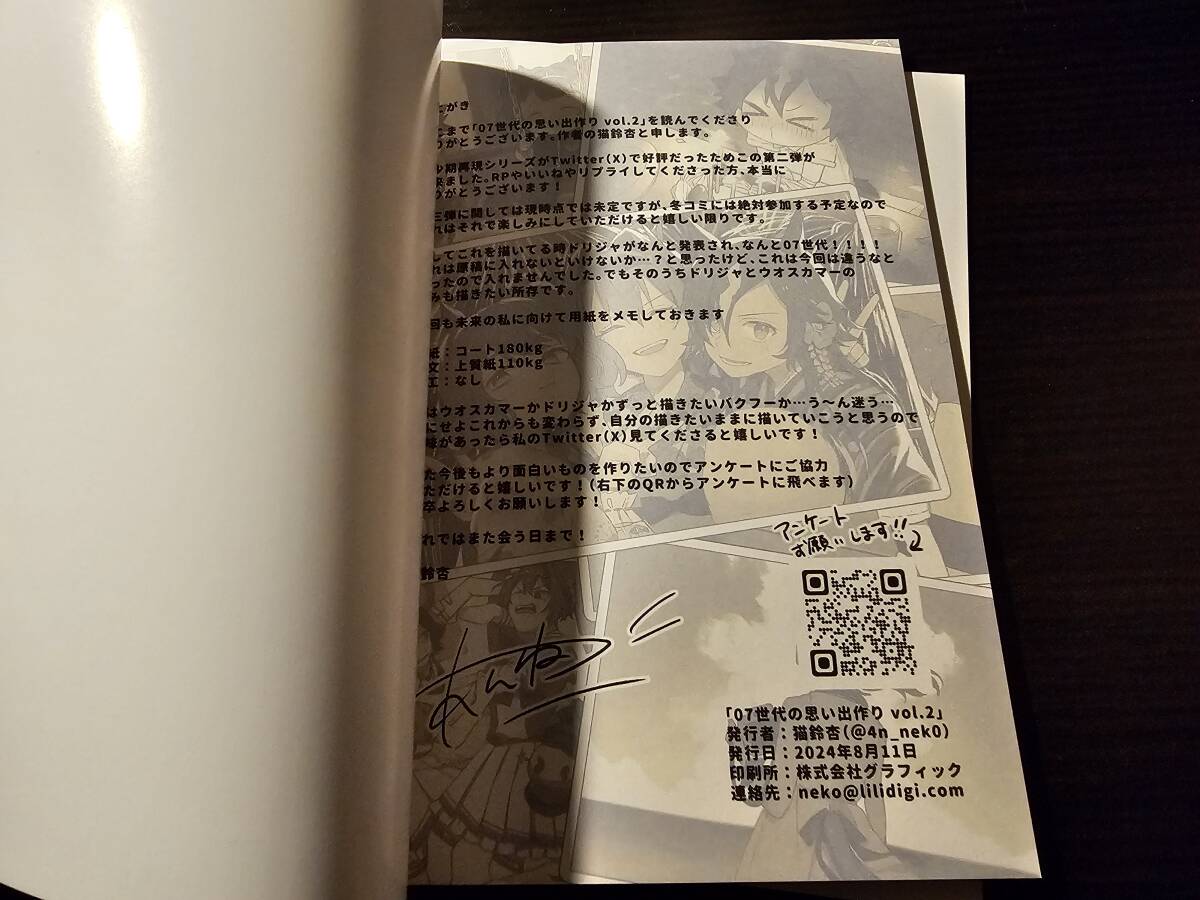 とがき
こまで「07世代の思い出作り vol.2」を読んでくださり
りがとうございます。作者の猫鈴杏と申します。
少期再現シリーズがTwitter(X)で好評だったためこの第二弾が
来ました。RPやいいねやリプライしてくださった方、本当に
りがとうございます!
三弾に関しては現時点では未定ですが、冬コミには絶対参加する予定なので
れはそれで楽しみにしていただけると嬉しい限りです。
してこれを描いてる時ドリジャがなんと発表され、なんと07世代!!!!
れは原稿に入れないといけないか…?と思ったけど、これは今回は違うなと
ったので入れませんでした。でもそのうちドリジャとウオスカマーの
みも描きたい所存です。
回も未来の私に向けて用紙をメモしておきます
紙:コート180kg
文:上質紙110kg
工:なし
はウオスカマーかドリジャかずっと描きたいバクフーか…う~ん迷う…
にせよこれからも変わらず、自分の描きたいままに描いていこうと思うので
味があったら私のTwitter(X)見てくださると嬉しいです!
た今後もより面白いものを作りたいのでアンケートにご協力
ただけると嬉しいです!(右下のQRからアンケートに飛べます)
卒よろしくお願いします!
れではまた会う日まで!
鈴杏
あんねこ
アンケート
お願いします!!
「07世代の思い出作り vol.2」
発行者:猫鈴杏(@4n_nek0)
発行日:2024年8月11日
印刷所:株式会社グラフィック
連絡先:neko@lilidigi.com